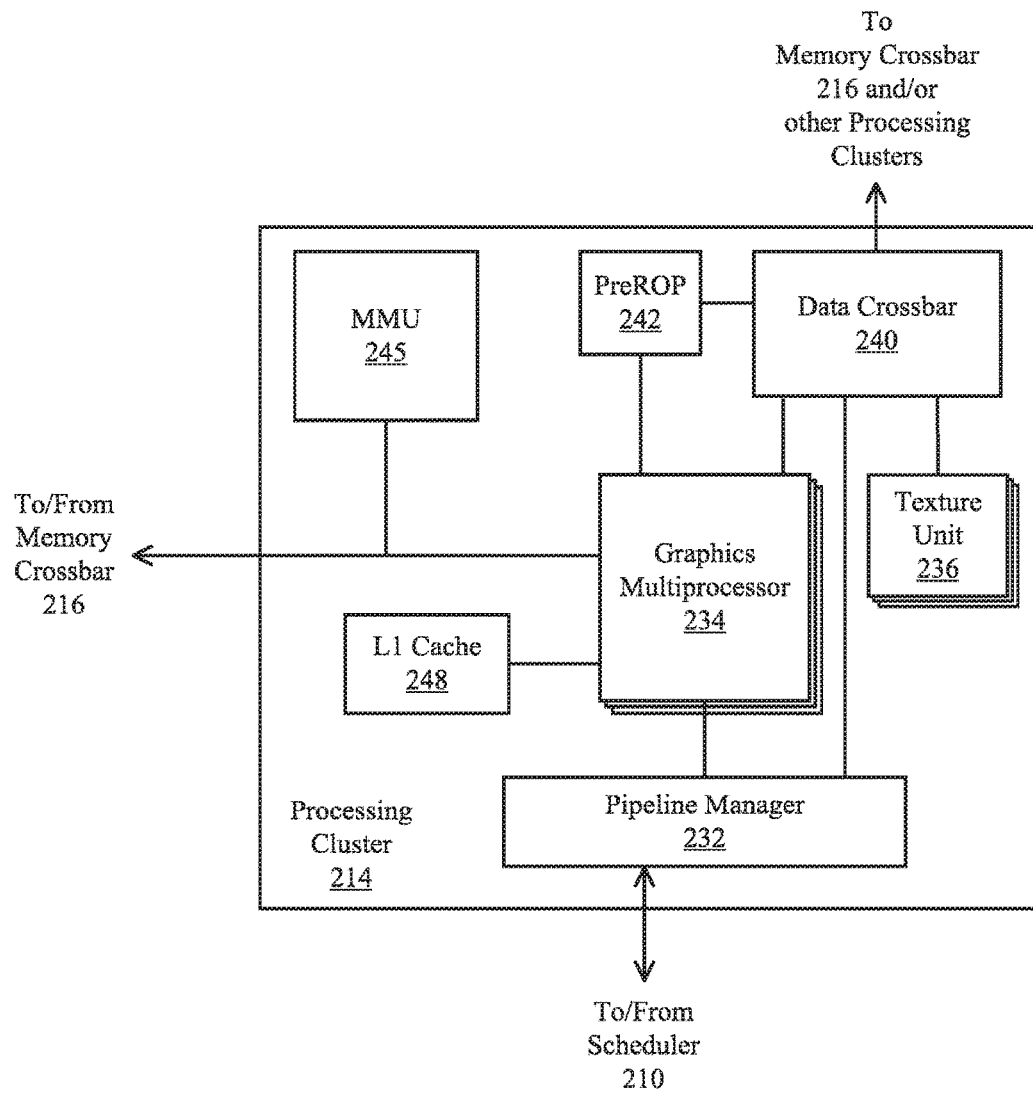 To
Memory Crossbar
216 and/or
other Processing
Clusters
MMU
245
PreROP
242
Data Crossbar
240
To/From
Memory
Crossbar
216
Graphics
Multiprocessor
234
Texture
Unit
236
L1 Cache
248
Processing
Cluster
214
Pipeline Manager
232
To/From
Scheduler
210